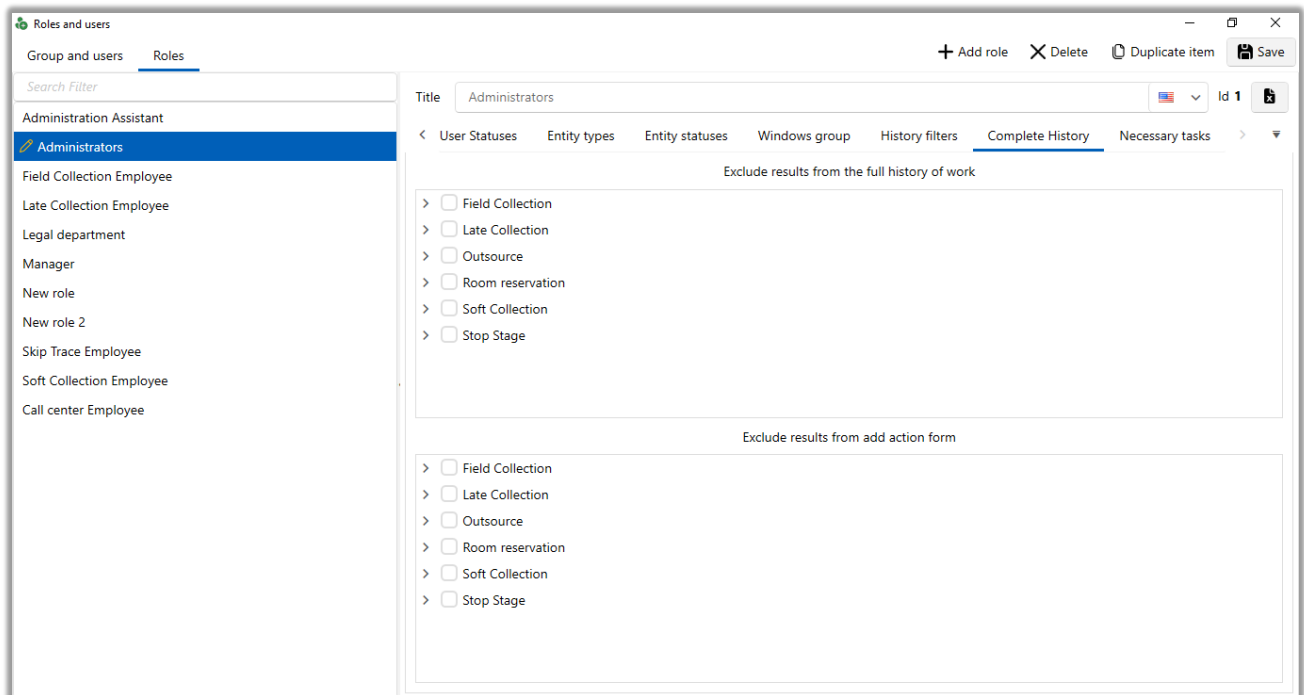 Roles and users
Group and users Roles
Add role Delete Duplicate item Save
Search Filter
Administration Assistant
Administrators
Field Collection Employee
Late Collection Employee
Legal department
Manager
New role
New role 2
Skip Trace Employee
Soft Collection Employee
Call center Employee
Title Administrators Id 1
User Statuses Entity types Entity statuses Windows group History filters Complete History Necessary tasks
Exclude results from the full history of work
Field Collection
Late Collection
Outsource
Room reservation
Soft Collection
Stop Stage
Exclude results from add action form
Field Collection
Late Collection
Outsource
Room reservation
Soft Collection
Stop Stage